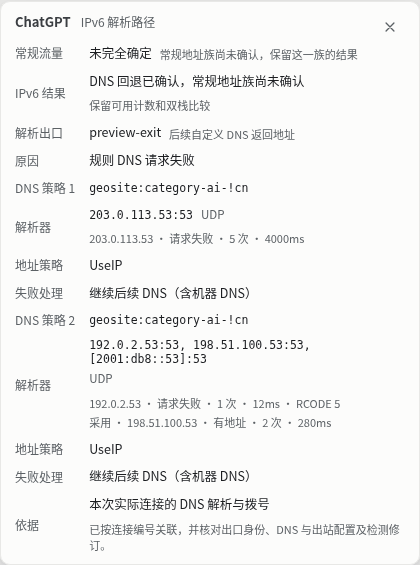 ChatGPT IPv6 解析路径
常规流量 未完全确定 常规地址族尚未确认，保留这一族的结果
IPv6 结果 DNS 回退已确认，常规地址族尚未确认
保留可用计数和双栈比较
解析出口 preview-exit 后续自定义 DNS 返回地址
原因 规则 DNS 请求失败
DNS 策略 1 geosite:category-ai-!cn
解析器 203.0.113.53:53 UDP
203.0.113.53 · 请求失败 · 5 次 · 4000ms
地址策略 UseIP
失败处理 继续后续 DNS（含机器 DNS）
DNS 策略 2 geosite:category-ai-!cn
解析器 192.0.2.53:53, 198.51.100.53:53,
[2001:db8::53]:53
UDP
192.0.2.53 · 请求失败 · 1 次 · 12ms · RCODE 5
采用 · 198.51.100.53 · 有地址 · 2 次 · 280ms
地址策略 UseIP
失败处理 继续后续 DNS（含机器 DNS）
依据 本次实际连接的 DNS 解析与拨号
已按连接编号关联，并核对出口身份、DNS 与出站配置及检测修
订。